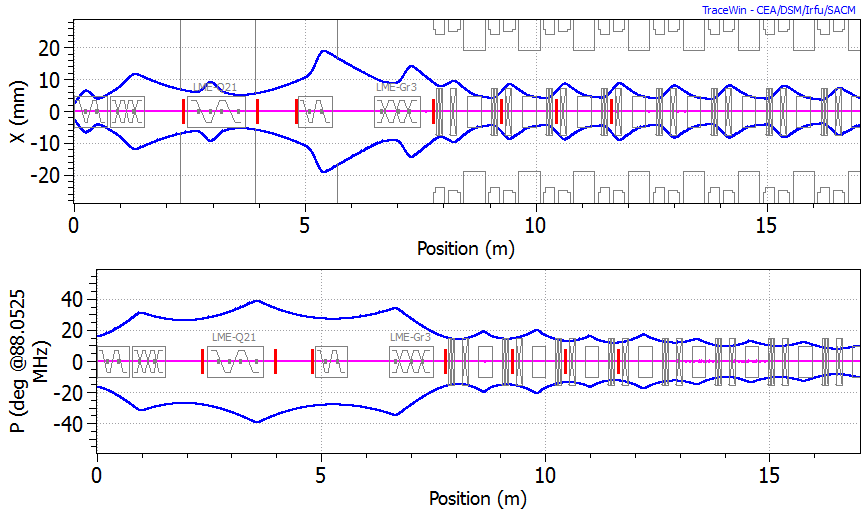 TraceWin - CEA/DSM/Irfu/SACM
X (mm)
20
10
0
-10
-20
LME-Q21
LME-Gr3
0
5
10
15
Position (m)
P (deg @88.0525
MHz)
40
20
0
-20
-40
LME-Q21
LME-Gr3
0
5
10
15
Position (m)